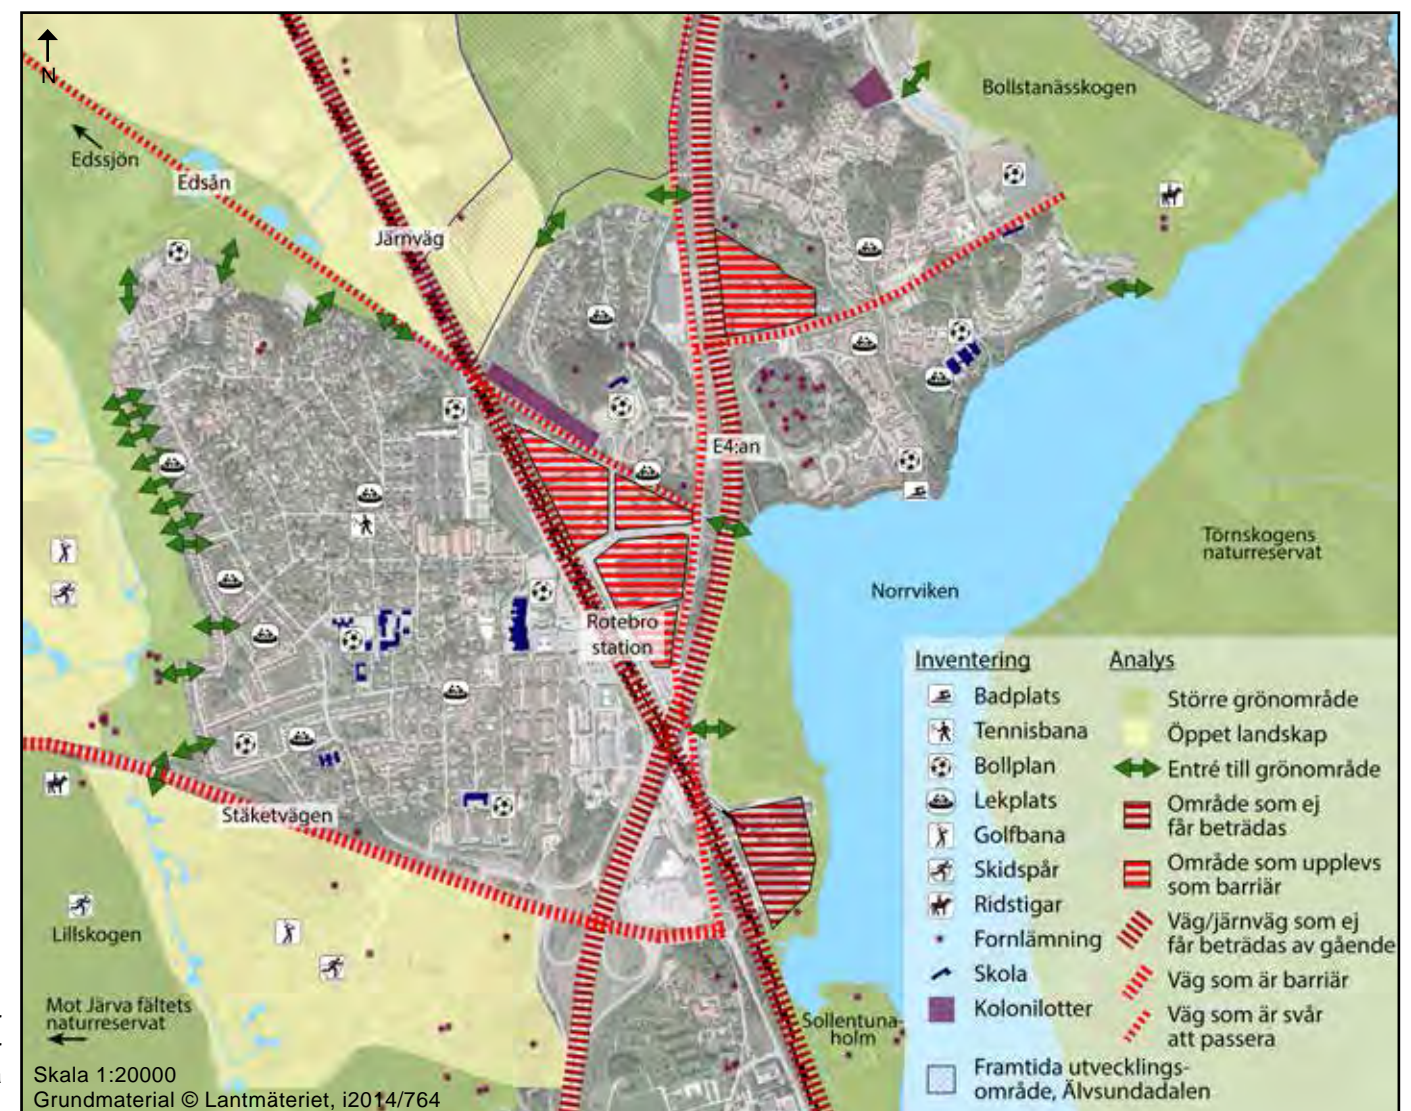 N
Edssjön
Edsån
Järnväg
Bollstanässkogen
E4:an
Törnskogens
naturreservat
Norrviken
Rotebro
station
Stäketvägen
Lillskogen
Mot Järva fältets
naturreservat
Sollentuna-
holm
Skala 1:20000
Grundmaterial © Lantmäteriet, i2014/764
Inventering
Badplats
Tennisbana
Bollplan
Lekplats
Golfbana
Skidspår
Ridstigar
Fornlämning
Skola
Kolonilotter
Framtida utvecklings-
område, Älvsundadalen
Analys
Större grönområde
Öppet landskap
Entré till grönområde
Område som ej
får beträdas
Område som upplevs
som barriär
Väg/järnväg som ej
får beträdas av gående
Väg som är barriär
Väg som är svår
att passera